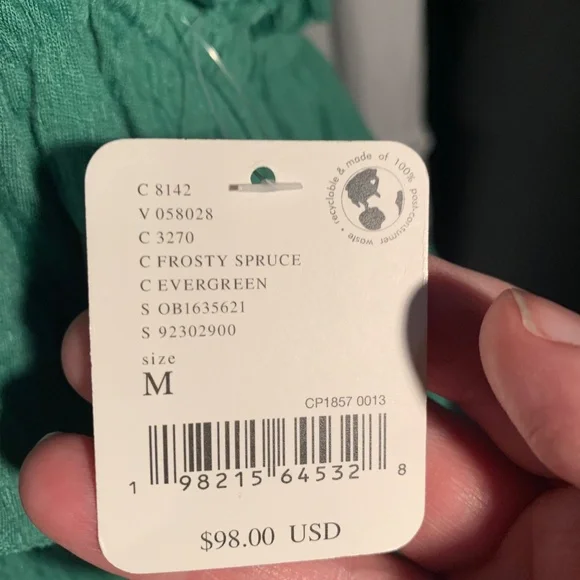 C 8142
V 058028
C 3270
C FROSTY SPRUCE
C EVERGREEN
S OB1635621
S 92302900
size
M
recyclable & made of 100% post-consumer waste •
CP1857 0013
1 98215 64532 8
$98.00 USD